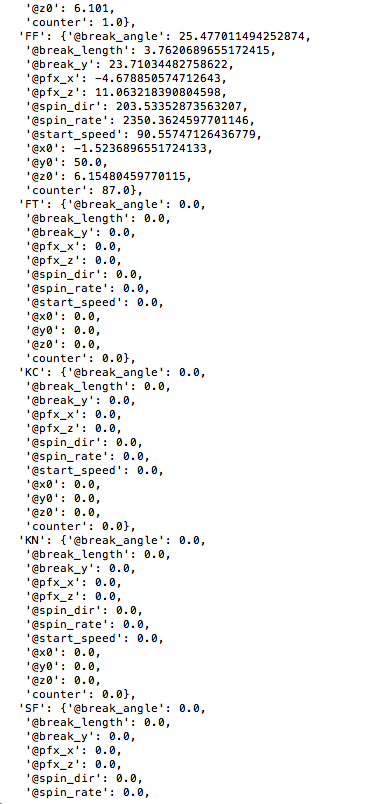 '@z0': 6.101,
'counter': 1.0},
'FF': {'@break_angle': 25.477011494252874,
'@break_length': 3.7620689655172415,
'@break_y': 23.71034482758622,
'@pfx_x': -4.678850574712643,
'@pfx_z': 11.063218390804598,
'@spin_dir': 203.53352873563207,
'@spin_rate': 2350.3624597701146,
'@start_speed': 90.55747126436779,
'@x0': -1.5236896551724133,
'@y0': 50.0,
'@z0': 6.15480459770115,
'counter': 87.0},
'FT': {'@break_angle': 0.0,
'@break_length': 0.0,
'@break_y': 0.0,
'@pfx_x': 0.0,
'@pfx_z': 0.0,
'@spin_dir': 0.0,
'@spin_rate': 0.0,
'@start_speed': 0.0,
'@x0': 0.0,
'@y0': 0.0,
'@z0': 0.0,
'counter': 0.0},
'KC': {'@break_angle': 0.0,
'@break_length': 0.0,
'@break_y': 0.0,
'@pfx_x': 0.0,
'@pfx_z': 0.0,
'@spin_dir': 0.0,
'@spin_rate': 0.0,
'@start_speed': 0.0,
'@x0': 0.0,
'@y0': 0.0,
'@z0': 0.0,
'counter': 0.0},
'KN': {'@break_angle': 0.0,
'@break_length': 0.0,
'@break_y': 0.0,
'@pfx_x': 0.0,
'@pfx_z': 0.0,
'@spin_dir': 0.0,
'@spin_rate': 0.0,
'@start_speed': 0.0,
'@x0': 0.0,
'@y0': 0.0,
'@z0': 0.0,
'counter': 0.0},
'SF': {'@break_angle': 0.0,
'@break_length': 0.0,
'@break_y': 0.0,
'@pfx_x': 0.0,
'@pfx_z': 0.0,
'@spin_dir': 0.0,
'@spin_rate': 0.0,